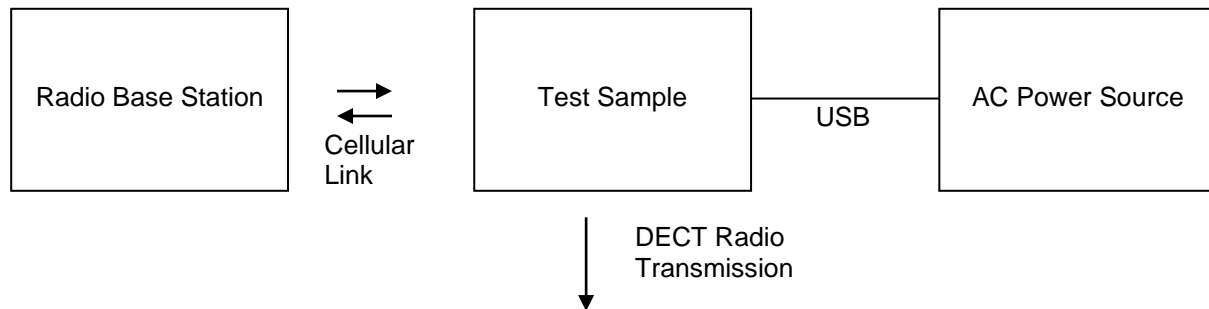 Radio Base Station
Cellular
Link
Test Sample
USB
AC Power Source
DECT Radio
Transmission